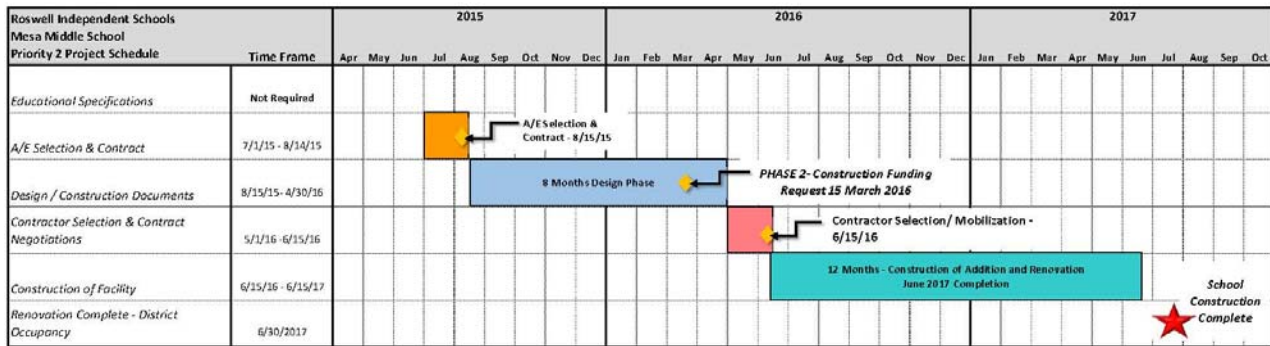 Roswell Independent Schools
Mesa Middle School
Priority 2 Project Schedule
Time Frame
2015
2016
2017
Apr May Jun Jul Aug Sep Oct Nov Dec Jan Feb Mar Apr May Jun Jul Aug Sep Oct Nov Dec Jan Feb Mar Apr May Jun Jul Aug Sep Oct
Educational Specifications
Not Required
A/E Selection & Contract
7/1/15 - 8/14/15
A/E Selection &
Contract - 8/15/15
Design / Construction Documents
8/15/15- 4/30/16
8 Months Design Phase
PHASE 2- Construction Funding
Request 15 March 2016
Contractor Selection & Contract
Negotiations
5/1/16 -6/15/16
Contractor Selection/ Mobilization -
6/15/16
Construction of Facility
6/15/16 - 6/15/17
12 Months - Construction of Addition and Renovation
June 2017 Completion
School
Construction
Complete
Renovation Complete - District
Occupancy
6/30/2017